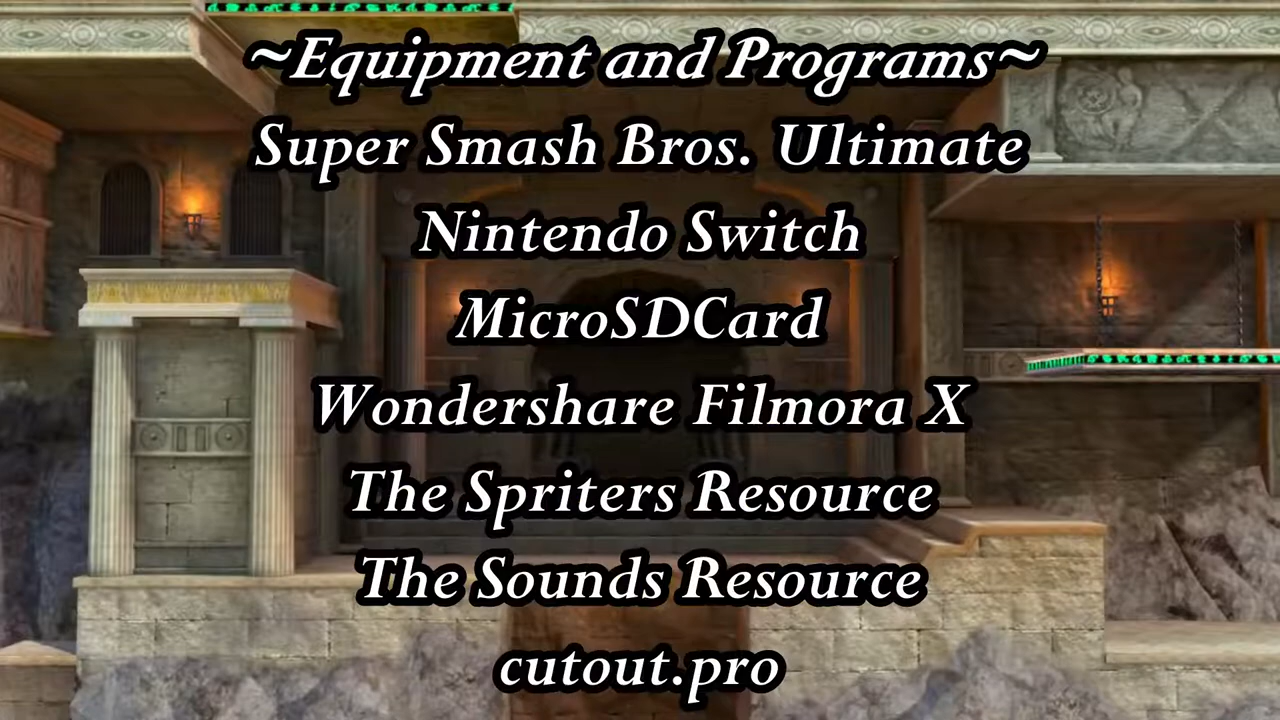 ~Equipment and Programs~
Super Smash Bros. Ultimate
Nintendo Switch
MicroSDCard
Wondershare Filmora X
The Spriters Resource
The Sounds Resource
cutout.pro